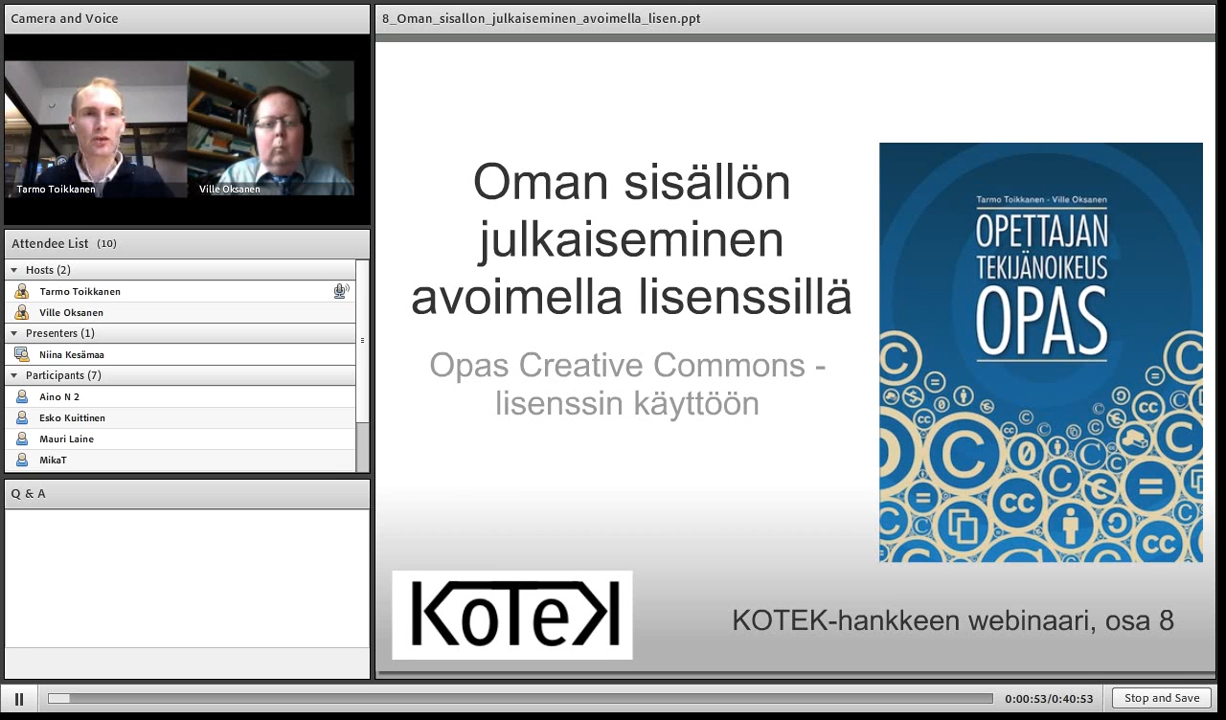 Camera and Voice
Tarmo Toikkanen
Ville Oksanen
Attendee List (10)
Hosts (2)
Tarmo Toikkanen
Ville Oksanen
Presenters (1)
Niina Kesämaa
Participants (7)
Aino N 2
Esko Kuittinen
Mauri Laine
MikaT
Q & A
8_Oman_sisallon_julkaiseminen_avoimella_lisen.ppt
Oman sisällön
julkaiseminen
avoimella lisenssillä
Opas Creative Commons -
lisenssin käyttöön
Tarmo Toikkanen - Ville Oksanen
OPETTAJAN
TEKIJÄNOIKEUS
OPAS
KoTeK
KOTEK-hankkeen webinaari, osa 8
0:00:53/0:40:53
Stop and Save